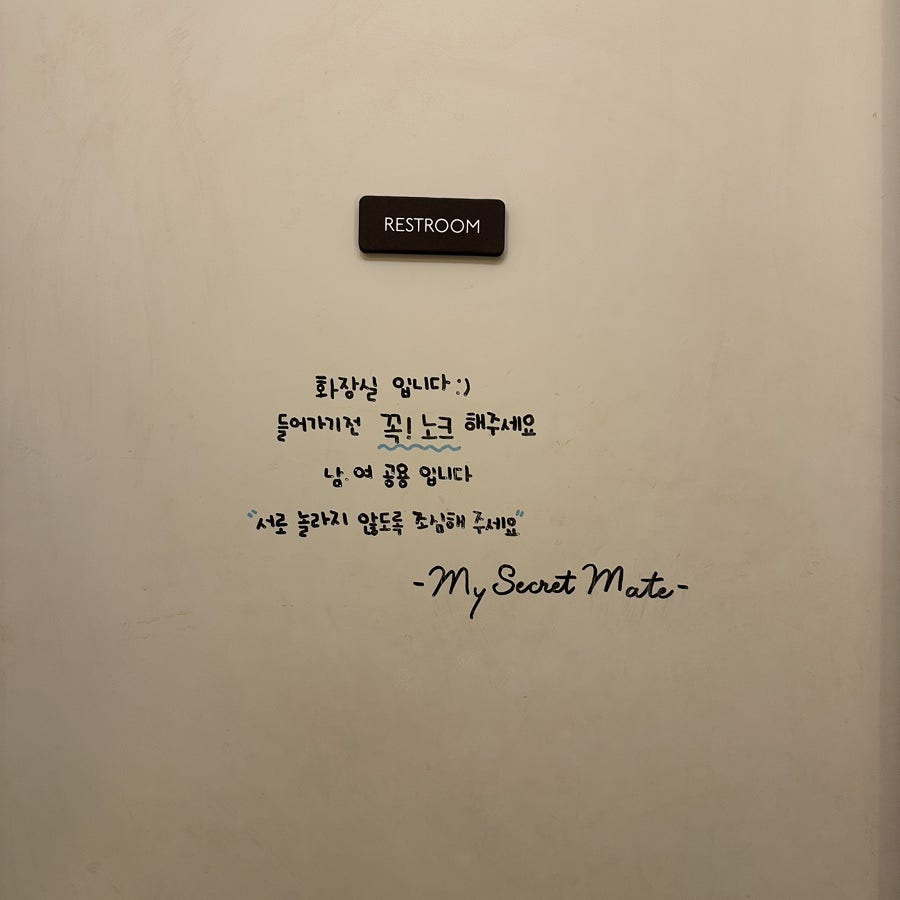 RESTROOM
화장실 입니다 :)
들어가기전 꼭! 노크 해주세요
남.여 공용 입니다
"서로 놀라지 않도록 조심해 주세요"
-My Secret Mate-